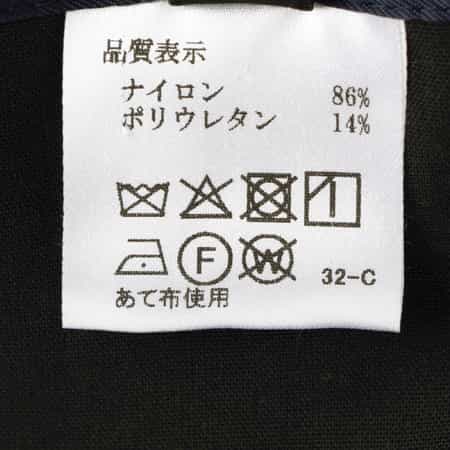 品質表示
ナイロン 86%
ポリウレタン 14%
F W 32-C
あて布使用